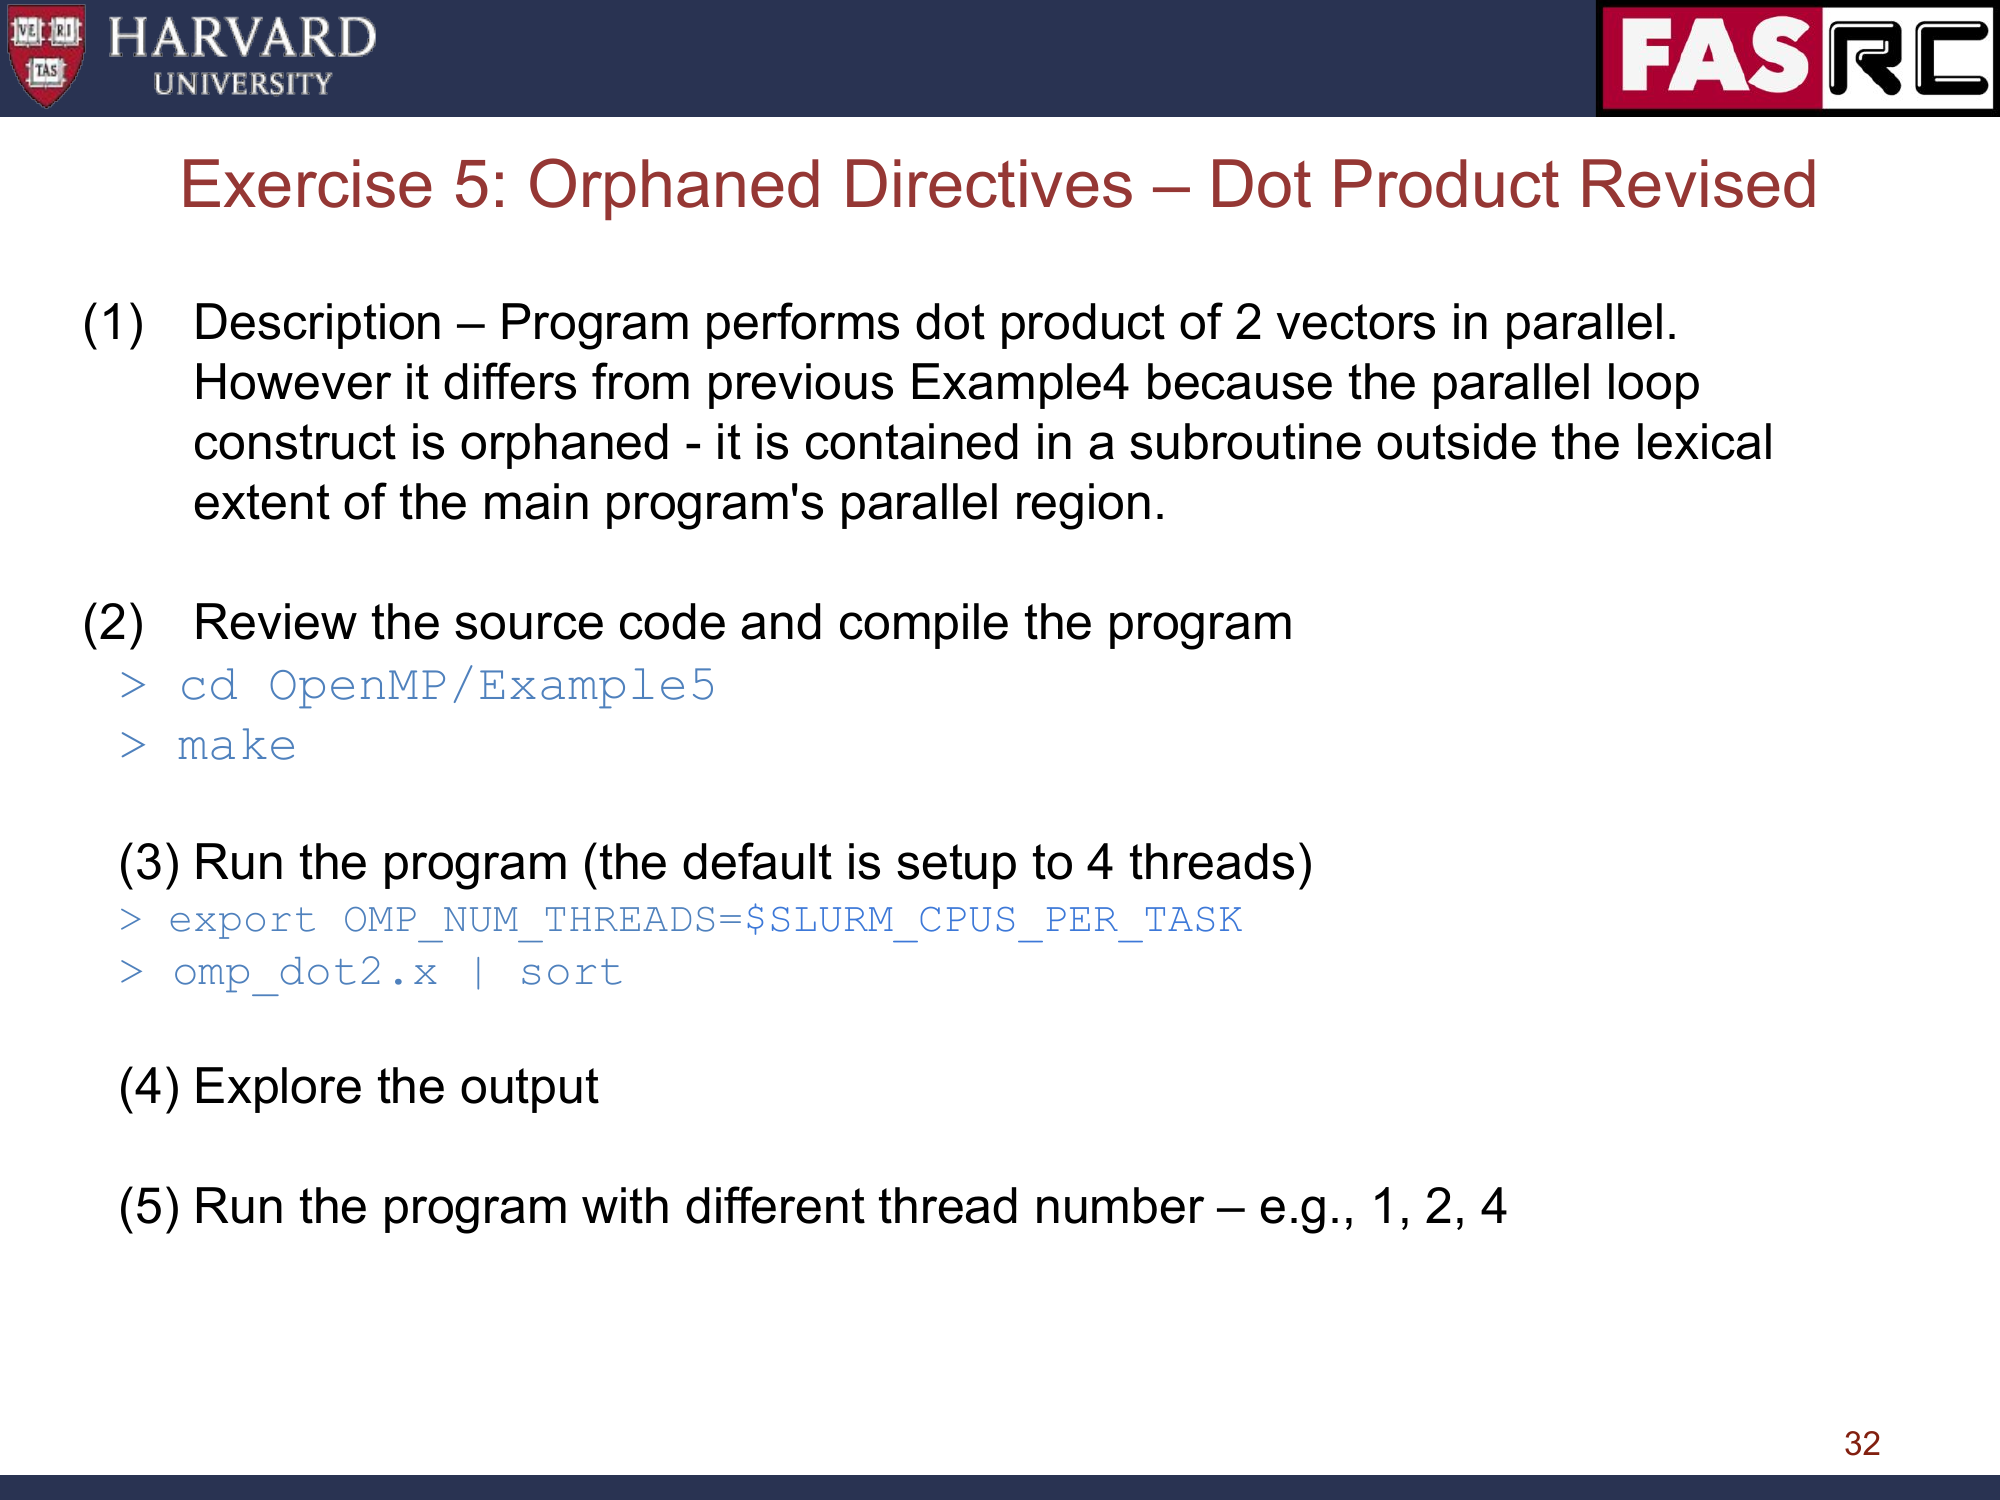 VE RI
TAS
HARVARD
UNIVERSITY
FASRC
Exercise 5: Orphaned Directives – Dot Product Revised
(1) Description – Program performs dot product of 2 vectors in parallel.
However it differs from previous Example4 because the parallel loop
construct is orphaned - it is contained in a subroutine outside the lexical
extent of the main program's parallel region.
(2) Review the source code and compile the program
> cd OpenMP/Example5
> make
(3) Run the program (the default is setup to 4 threads)
> export OMP_NUM_THREADS=$SLURM_CPUS_PER_TASK
> omp_dot2.x | sort
(4) Explore the output
(5) Run the program with different thread number – e.g., 1, 2, 4
32